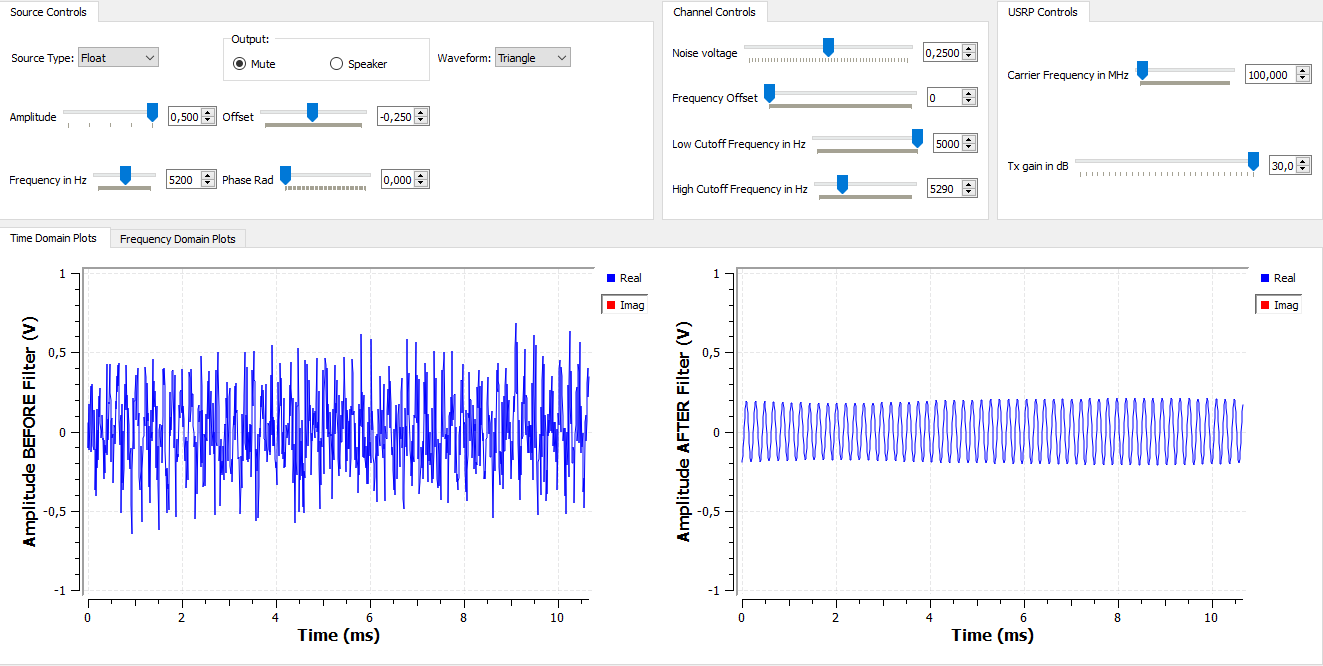 Source Controls
Source Type: Float
Output:
Mute Speaker
Waveform: Triangle
Amplitude 0,500 Offset -0,250
Frequency in Hz 5200 Phase Rad 0,000
Channel Controls
Noise voltage 0,2500
Frequency Offset 0
Low Cutoff Frequency in Hz 5000
High Cutoff Frequency in Hz 5290
USRP Controls
Carrier Frequency in MHz 100,000
Tx gain in dB 30,0
Time Domain Plots Frequency Domain Plots
Amplitude BEFORE Filter (V)
1
0,5
0
-0,5
-1
0 2 4 6 8 10
Time (ms)
Real
Imag
Amplitude AFTER Filter (V)
1
0,5
0
-0,5
-1
0 2 4 6 8 10
Time (ms)
Real
Imag